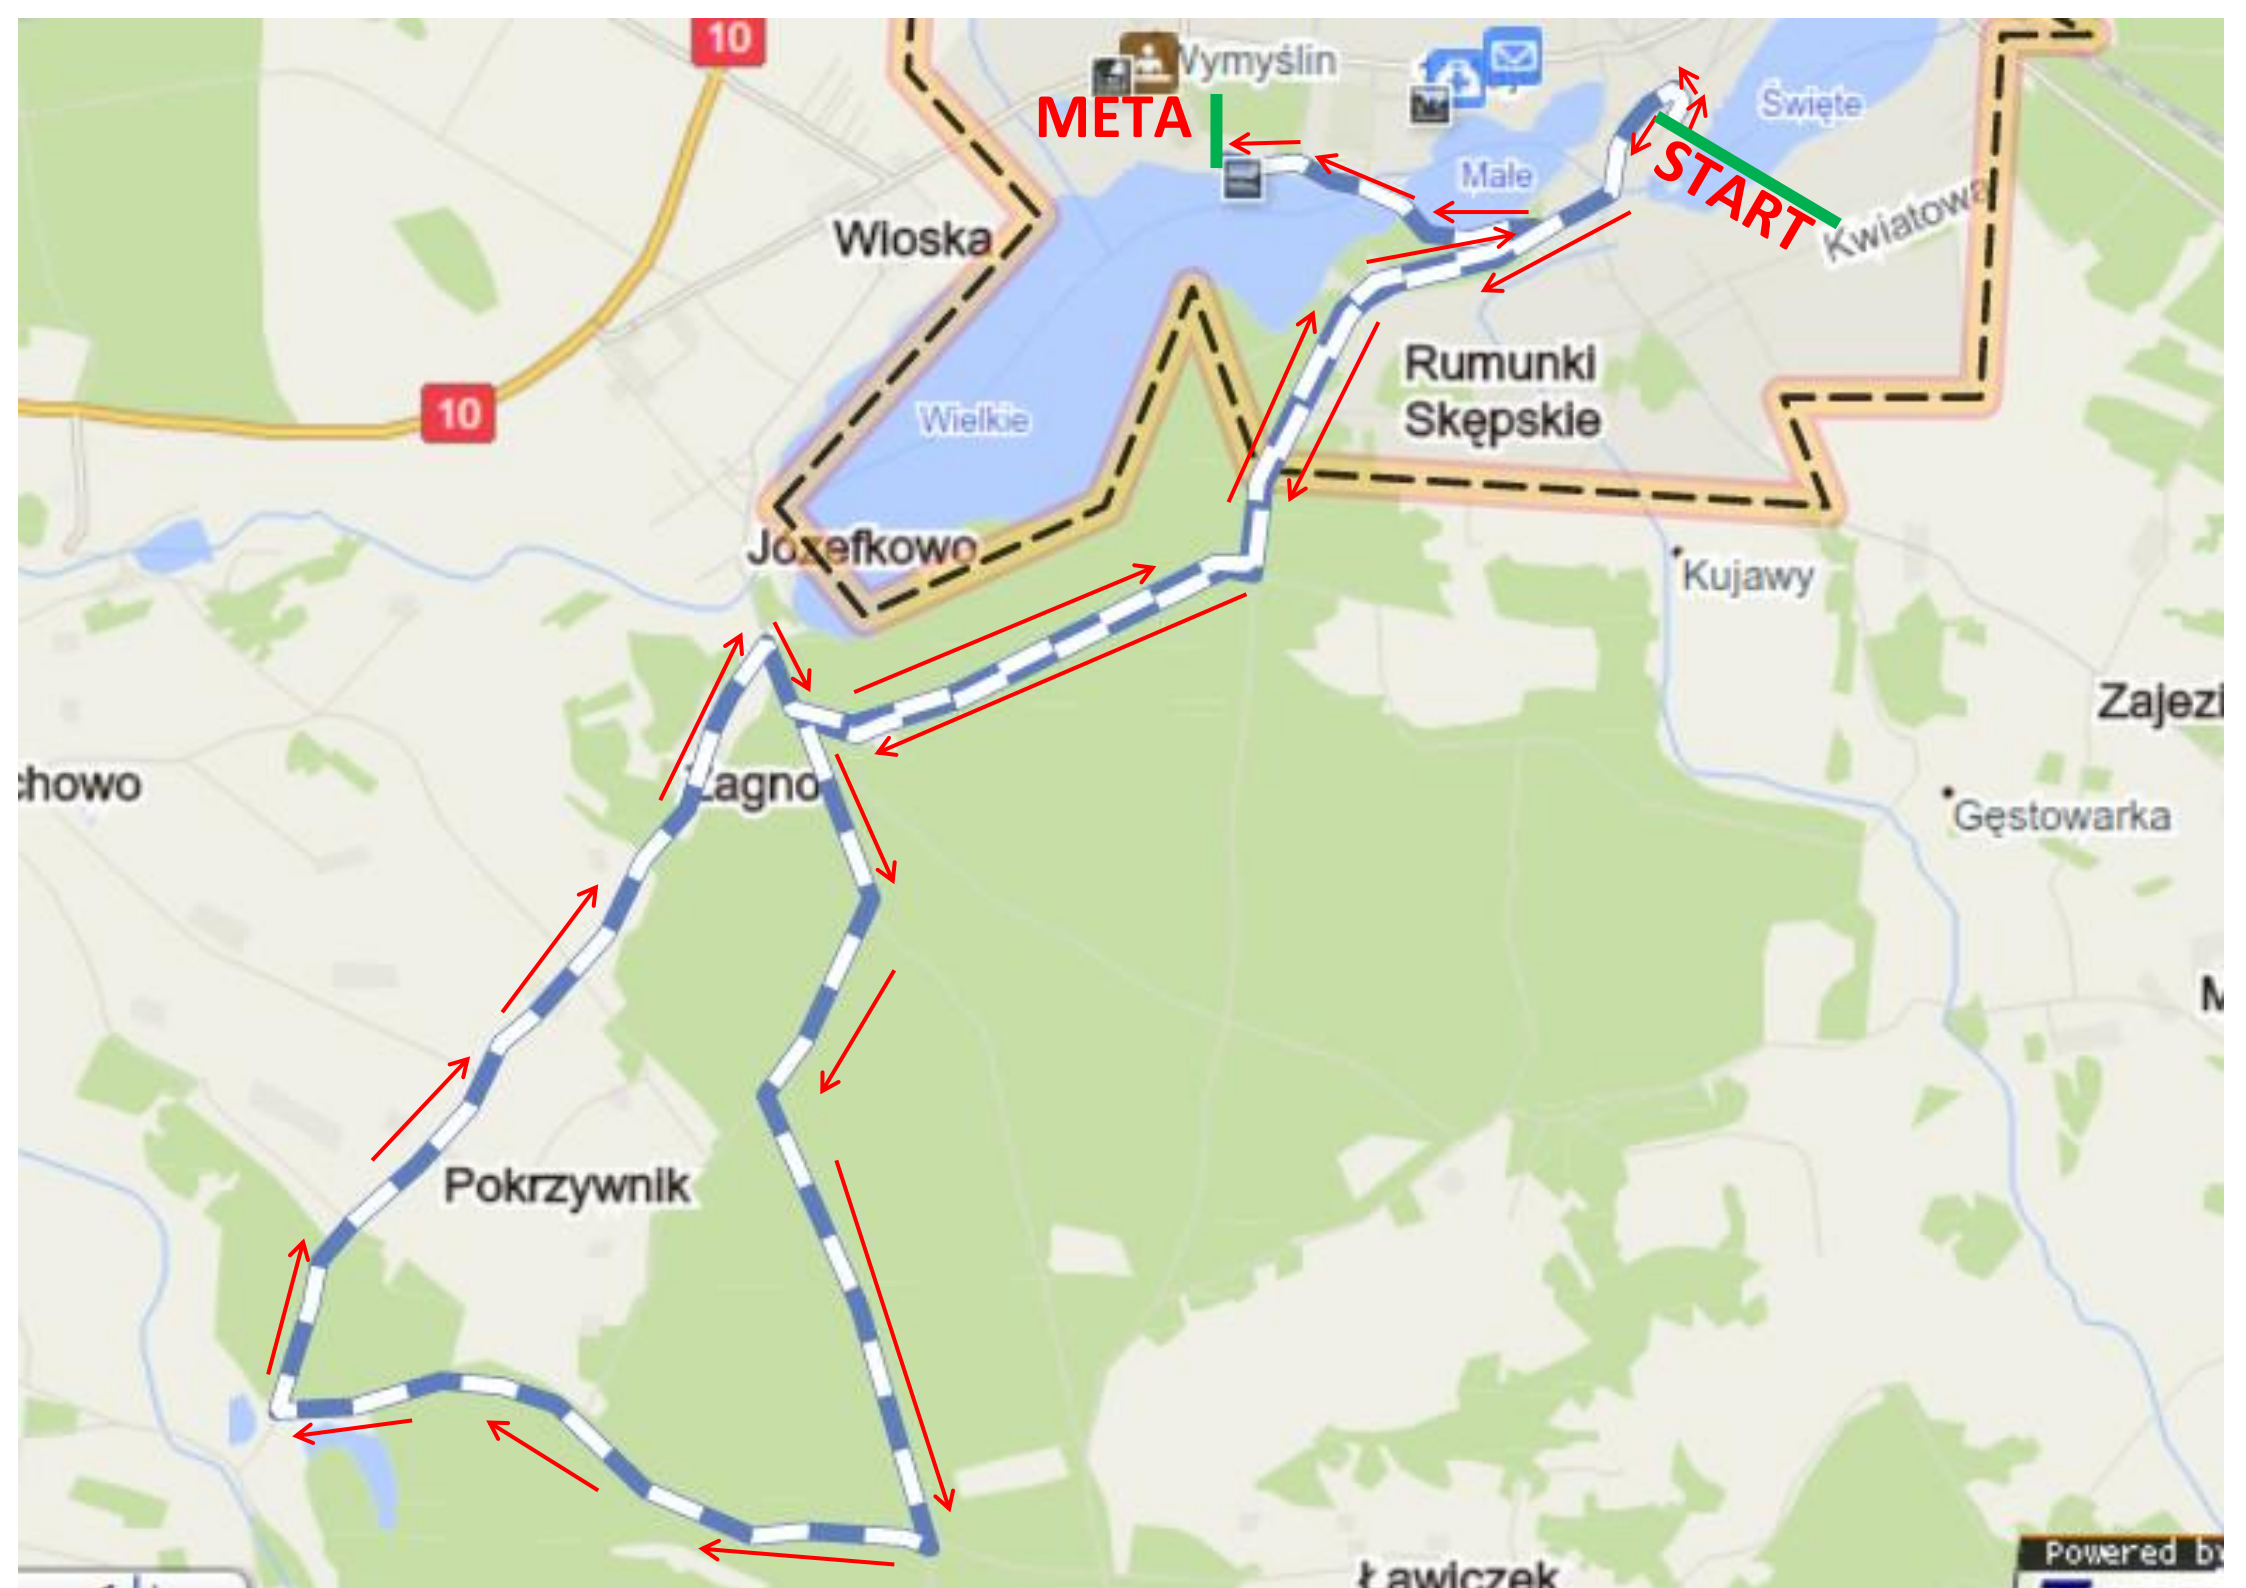 10
Wymyślin
META
Święte
START
Małe
Kwiatowa
Wioska
10
Wielkie
Rumunki
Skępskie
Józefkowo
Kujawy
Zajezi
chowo
Łagno
Gęstowarka
M
Pokrzywnik
Powered by
Ławiczek